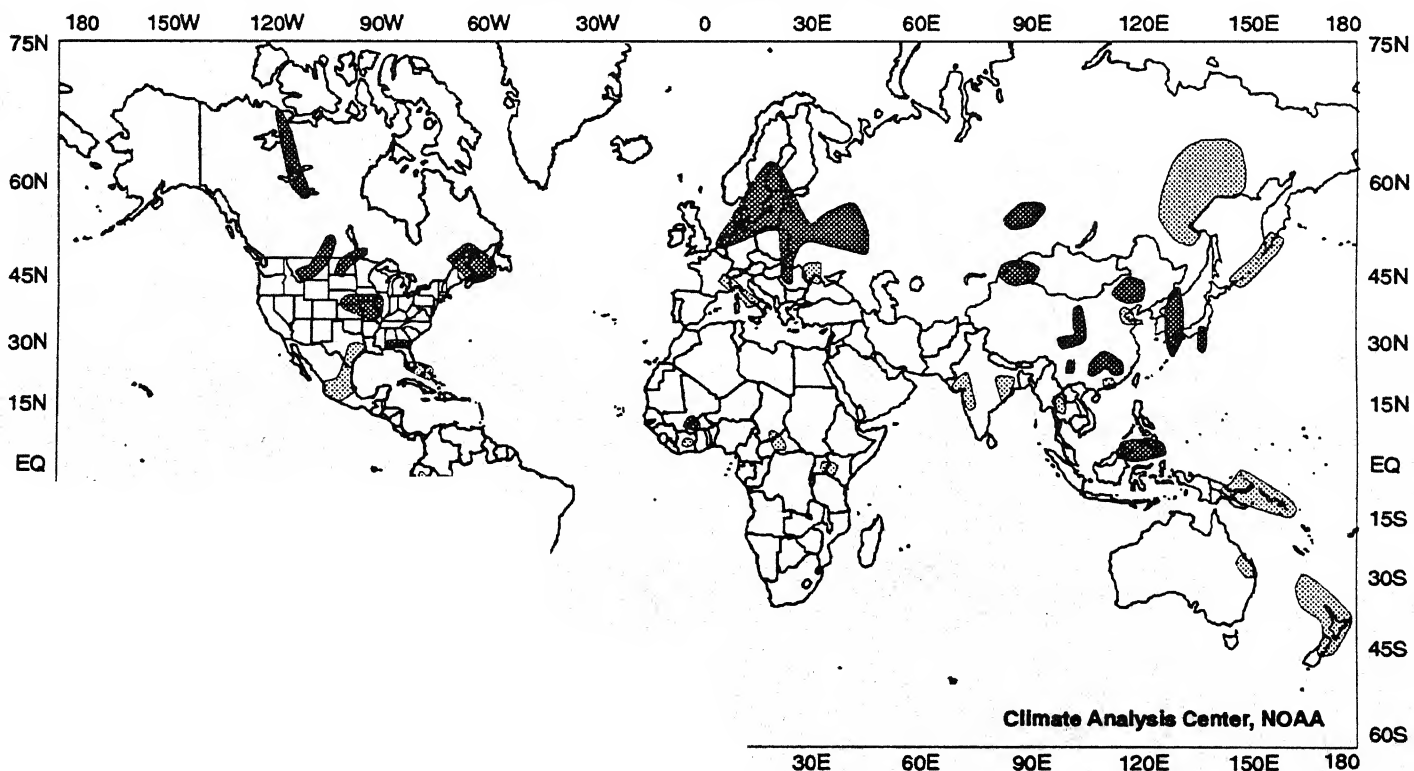 180 150W 120W 90W 60W 30W 0 30E 60E 90E 120E 150E 180
75N 75N
60N 60N
45N 45N
30N 30N
15N 15N
EQ EQ
15S
30S
45S
Climate Analysis Center, NOAA
60S
30E 60E 90E 120E 150E 180